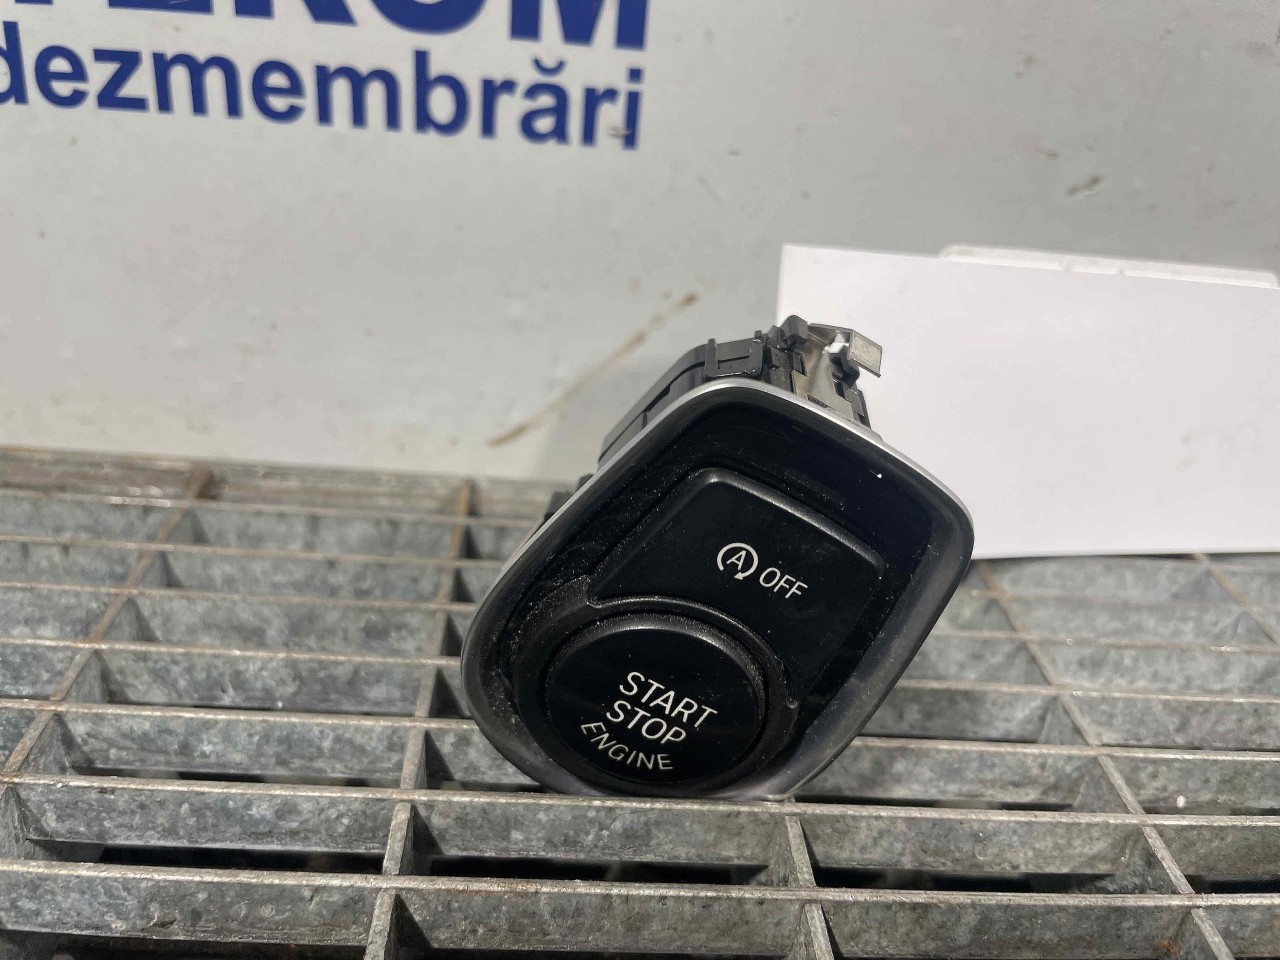 dezmembrări
A OFF
START
STOP
ENGINE